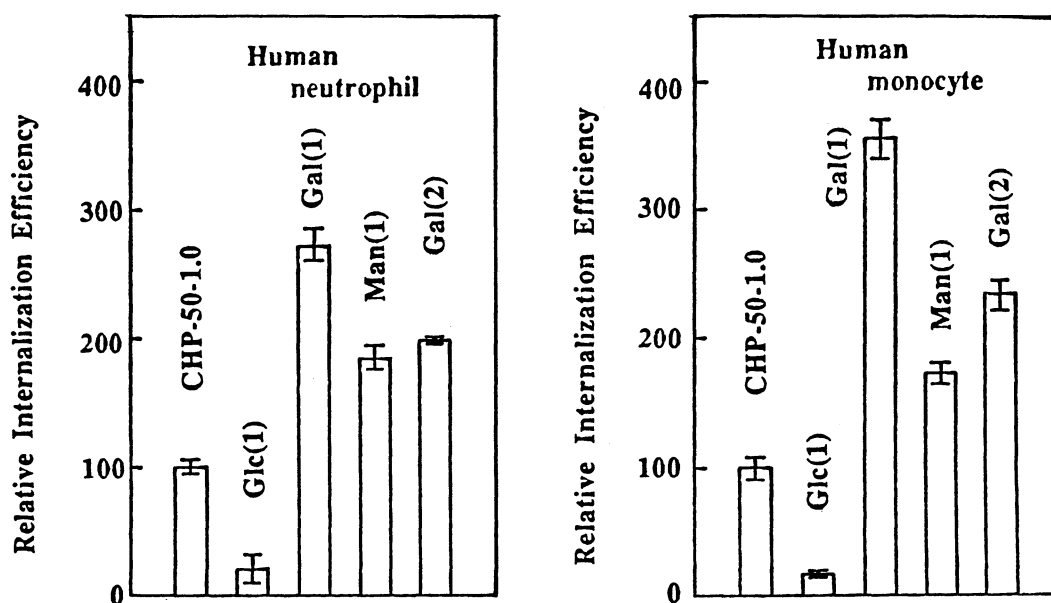 Relative Internalization Efficiency
400
300
200
100
0
Human
neutrophil
CHP-50-1.0
Glc(1)
Gal(1)
Man(1)
Gal(2)
Relative Internalization Efficiency
400
300
200
100
0
Human
monocyte
CHP-50-1.0
Glc(1)
Gal(1)
Man(1)
Gal(2)